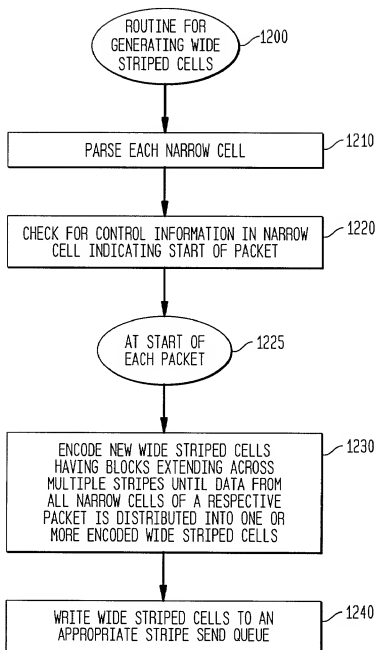 ROUTINE FOR
GENERATING WIDE
STRIPED CELLS
1200
PARSE EACH NARROW CELL
1210
CHECK FOR CONTROL INFORMATION IN NARROW
CELL INDICATING START OF PACKET
1220
AT START OF
EACH PACKET
1225
ENCODE NEW WIDE STRIPED CELLS
HAVING BLOCKS EXTENDING ACROSS
MULTIPLE STRIPES UNTIL DATA FROM
ALL NARROW CELLS OF A RESPECTIVE
PACKET IS DISTRIBUTED INTO ONE OR
MORE ENCODED WIDE STRIPED CELLS
1230
WRITE WIDE STRIPED CELLS TO AN
APPROPRIATE STRIPE SEND QUEUE
1240